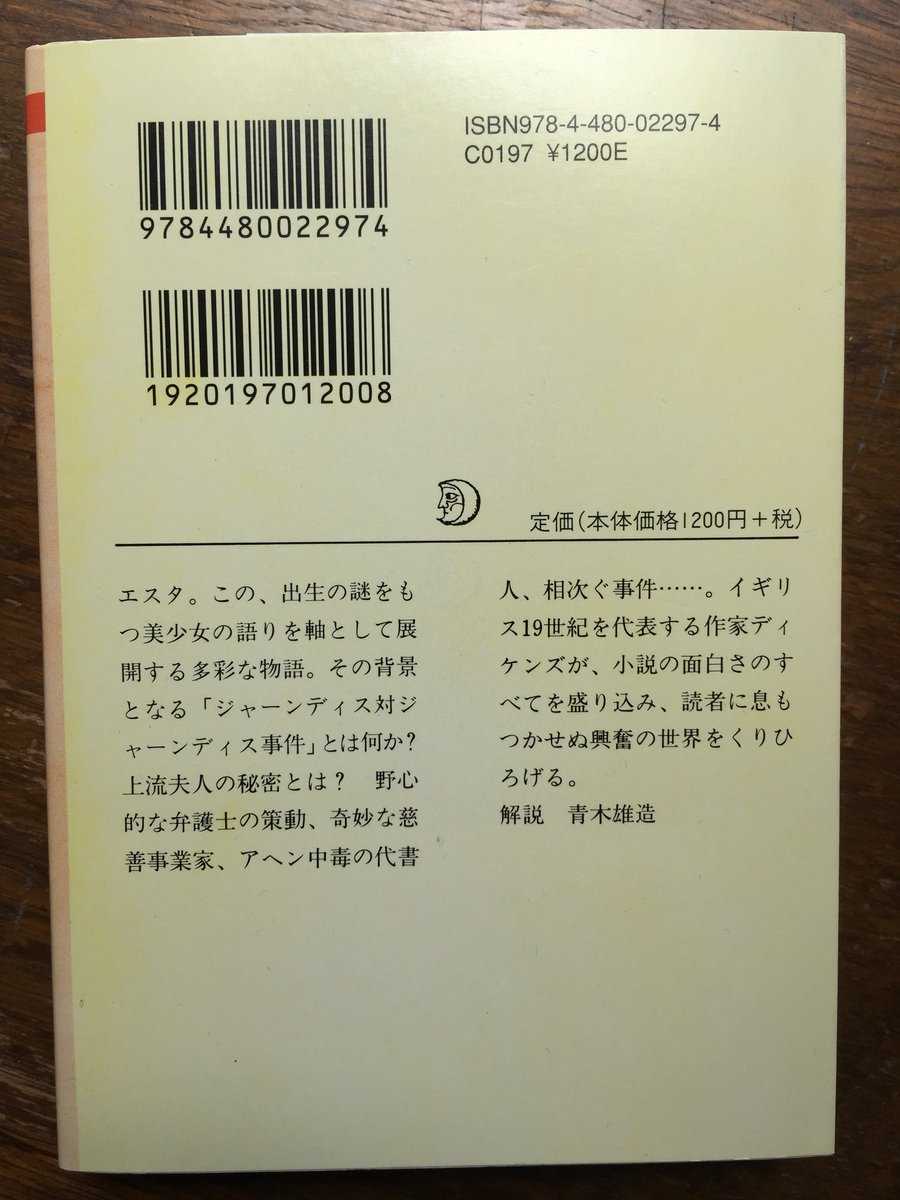 9784480022974
1920197012008
ISBN978-4-480-02297-4
C0197 ¥1200E
定価(本体価格1200円+税)
エスタ。この、出生の謎をも
つ美少女の語りを軸として展
開する多彩な物語。その背景
となる「ジャーンディス対ジ
ャーンディス事件」とは何か?
上流夫人の秘密とは? 野心
的な弁護士の策動、奇妙な慈
善事業家、アヘン中毒の代書
人、相次ぐ事件……。イギリ
ス19世紀を代表する作家ディ
ケンズが、小説の面白さのす
べてを盛り込み、読者に息も
つかせぬ興奮の世界をくりひ
ろげる。
解説 青木雄造